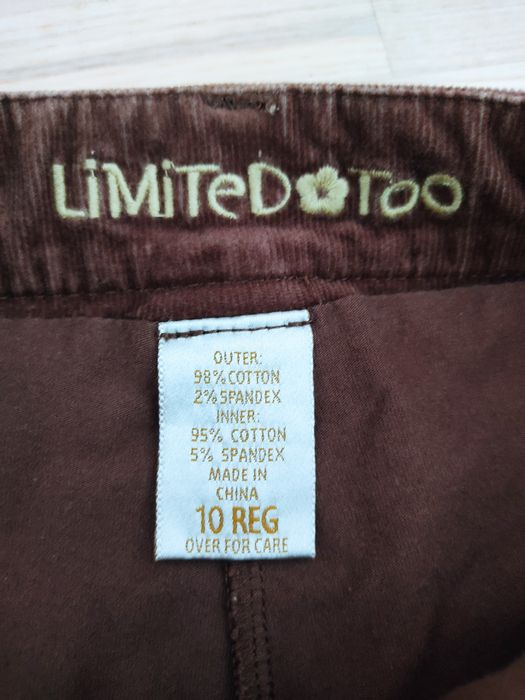 LiMiTeD TOO
OUTER:
98% COTTON
2% SPANDEX
INNER:
95% COTTON
5% SPANDEX
MADE IN
CHINA
10 REG
OVER FOR CARE